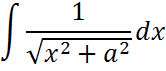 ∫ 1/√(x² + a²) dx